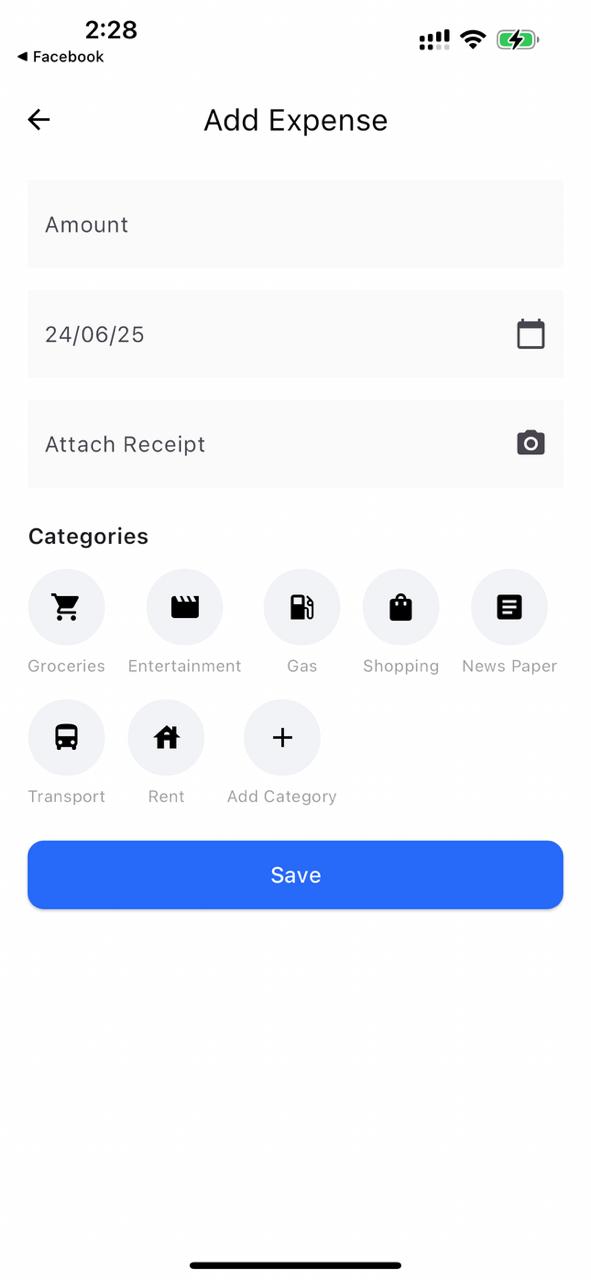 2:28
◀ Facebook
Add Expense
Amount
24/06/25
Attach Receipt
Categories
Groceries Entertainment Gas Shopping News Paper
Transport Rent Add Category
Save